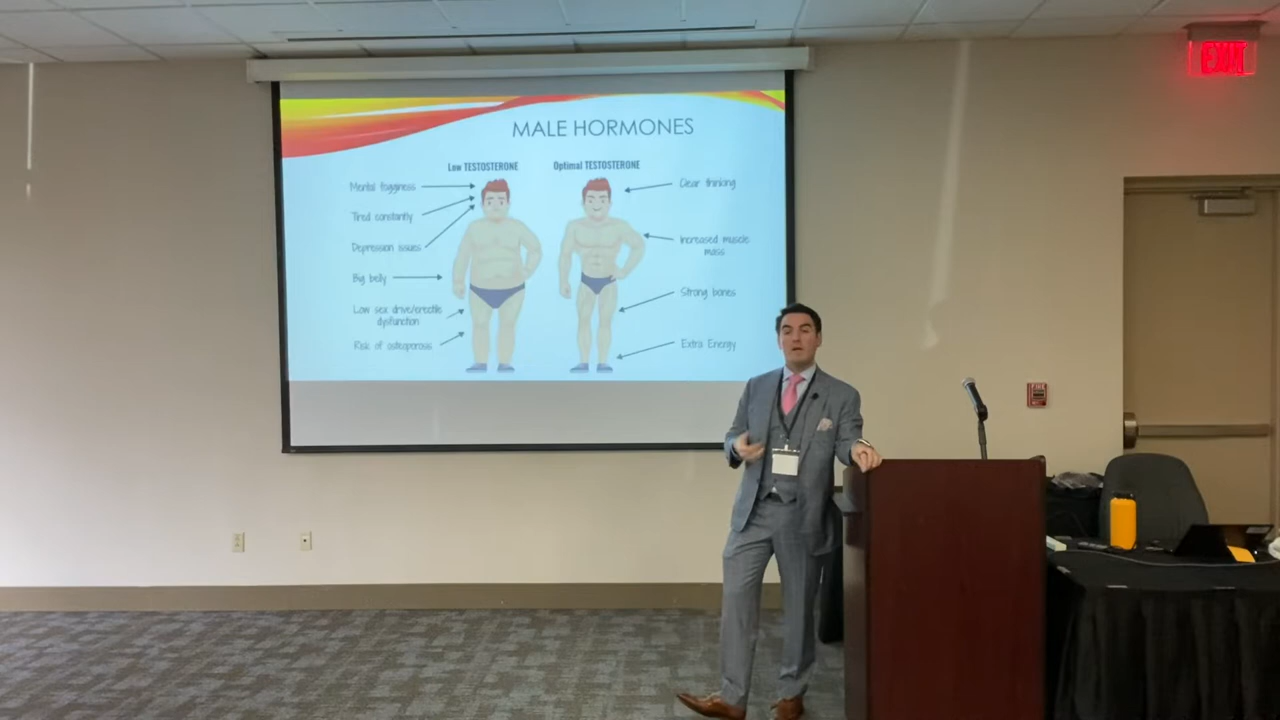 EXIT
MALE HORMONES
Low TESTOSTERONE
Optimal TESTOSTERONE
Mental fogginess
Tired constantly
Depression issues
Big belly
Low sex drive/erectile
dysfunction
Risk of osteoporosis
Clear thinking
Increased muscle
mass
Strong bones
Extra Energy
FIRE